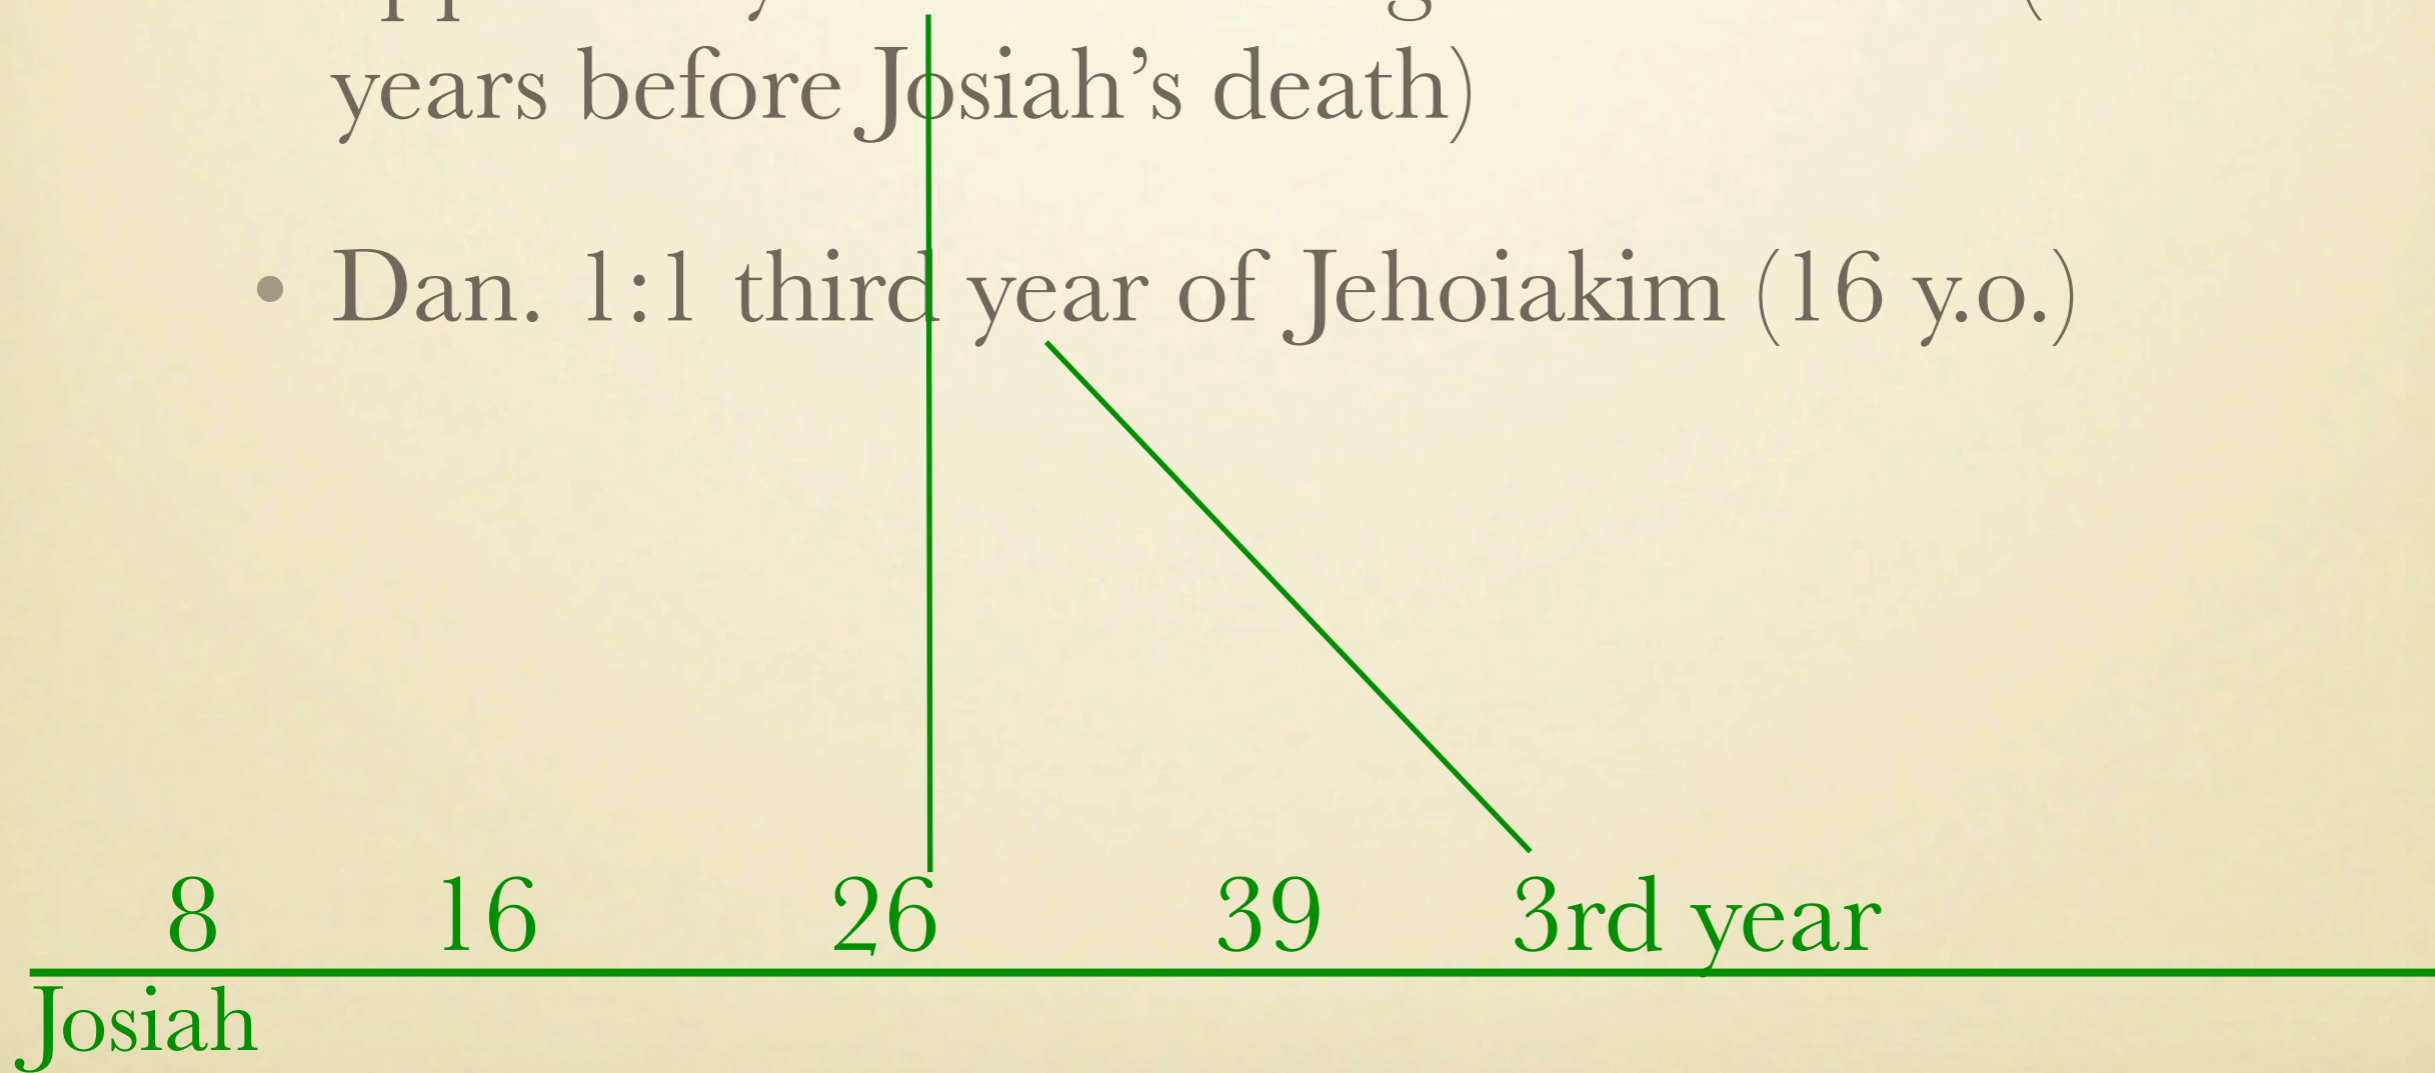 years before Josiah’s death)
• Dan. 1:1 third year of Jehoiakim (16 y.o.)
8 16 26 39 3rd year
Josiah